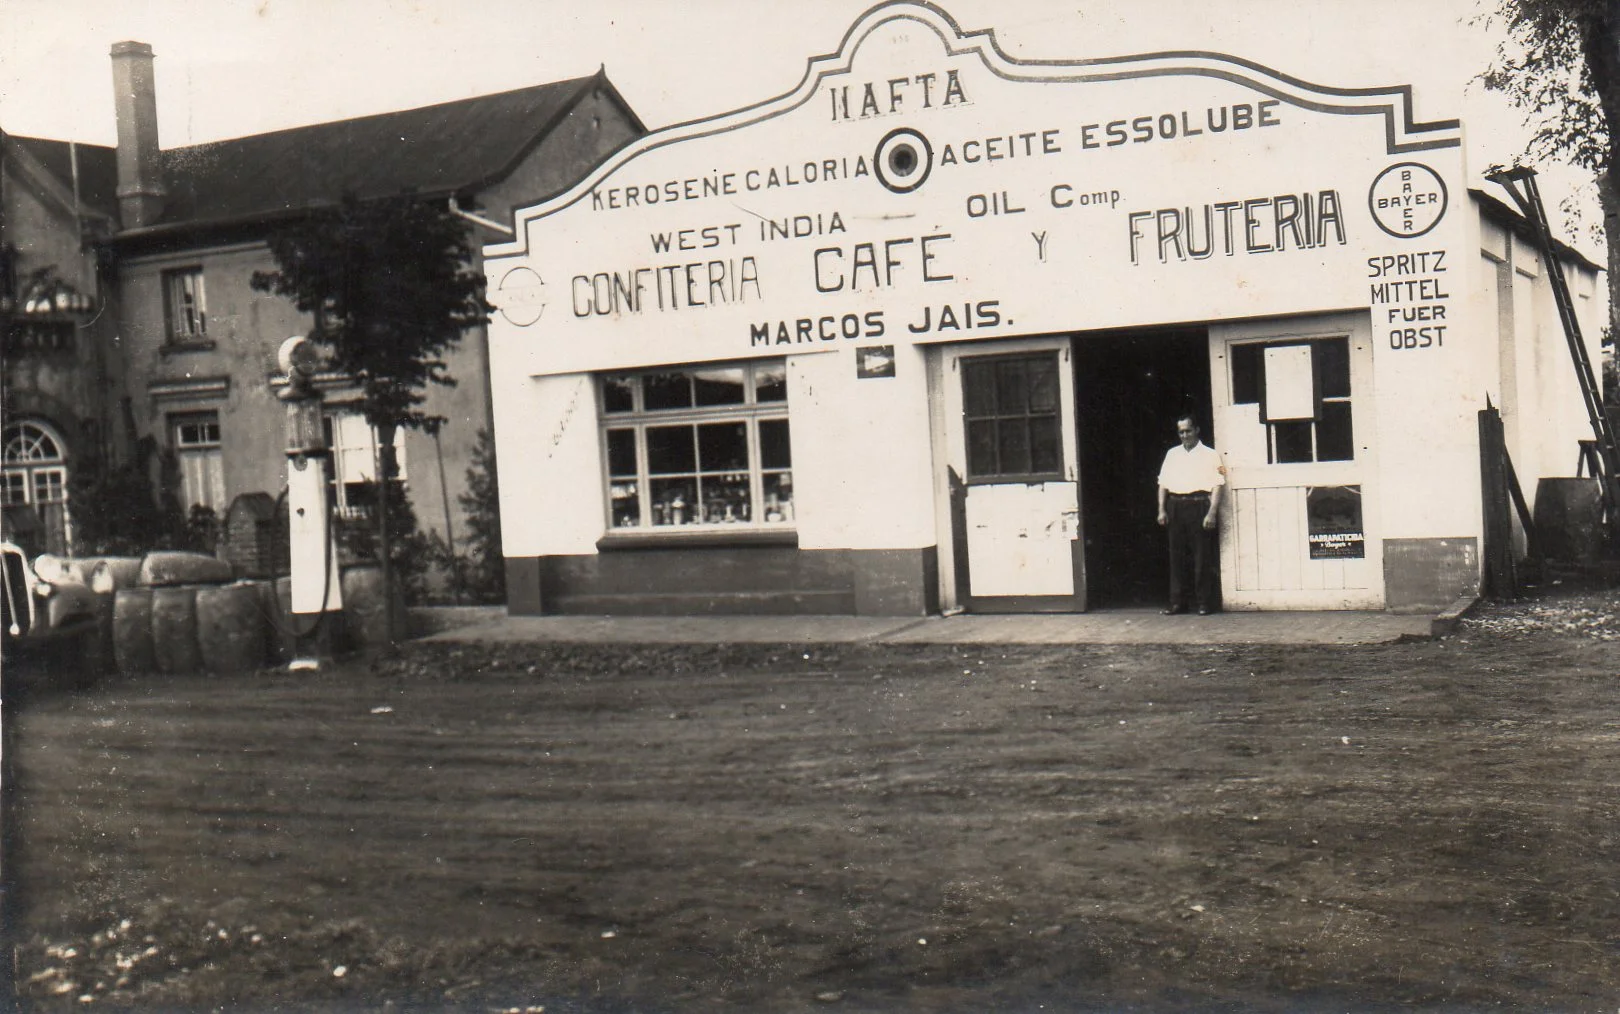 NAFTA
KEROSENE CALORIA ACEITE ESSOLUBE
WEST INDIA OIL Comp.
CONFITERIA CAFÉ Y FRUTERIA
MARCOS JAIS.
BAYER
BAYER
SPRITZ
MITTEL
FUER
OBST
GARRAPATICIDA
Bayer